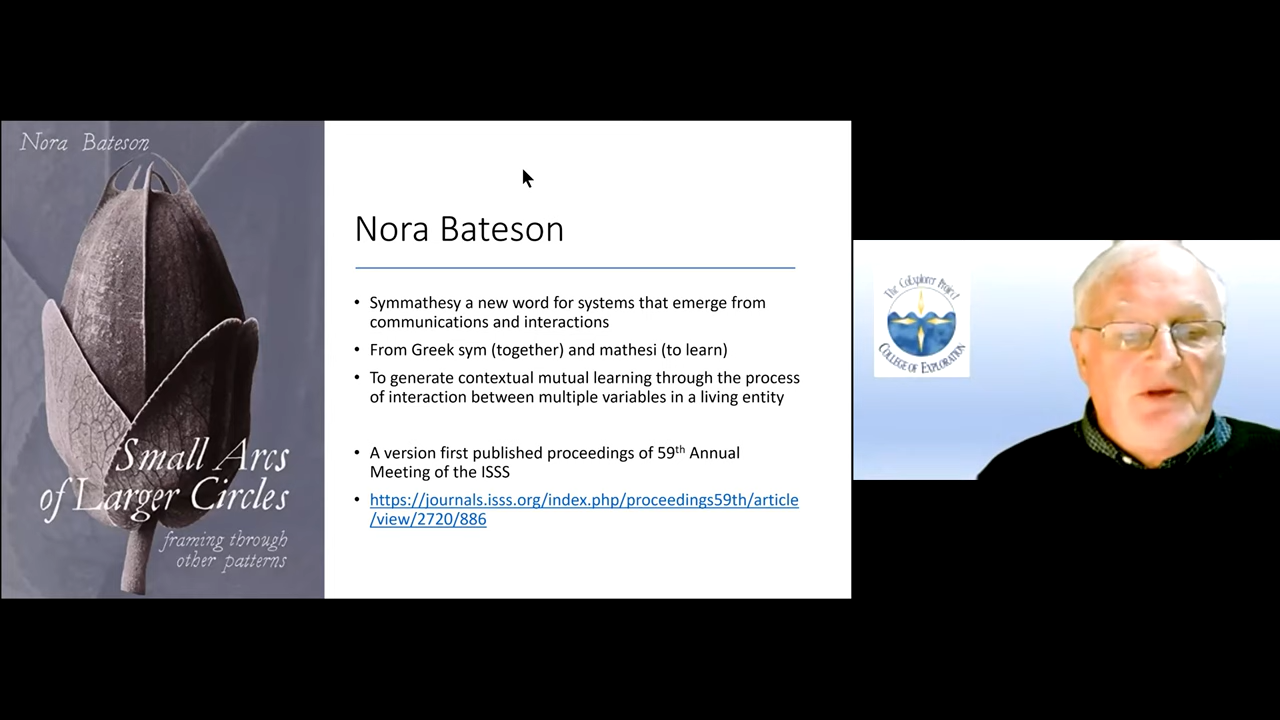 Nora Bateson
Small Arcs
of Larger Circles
framing through
other patterns
Nora Bateson
• Symmathesy a new word for systems that emerge from
communications and interactions
• From Greek sym (together) and mathesi (to learn)
• To generate contextual mutual learning through the process
of interaction between multiple variables in a living entity
• A version first published proceedings of 59th Annual
Meeting of the ISSS
• https://journals.isss.org/index.php/proceedings59th/article
/view/2720/886
The CoExplorer Project
COLLEGE OF EXPLORATION